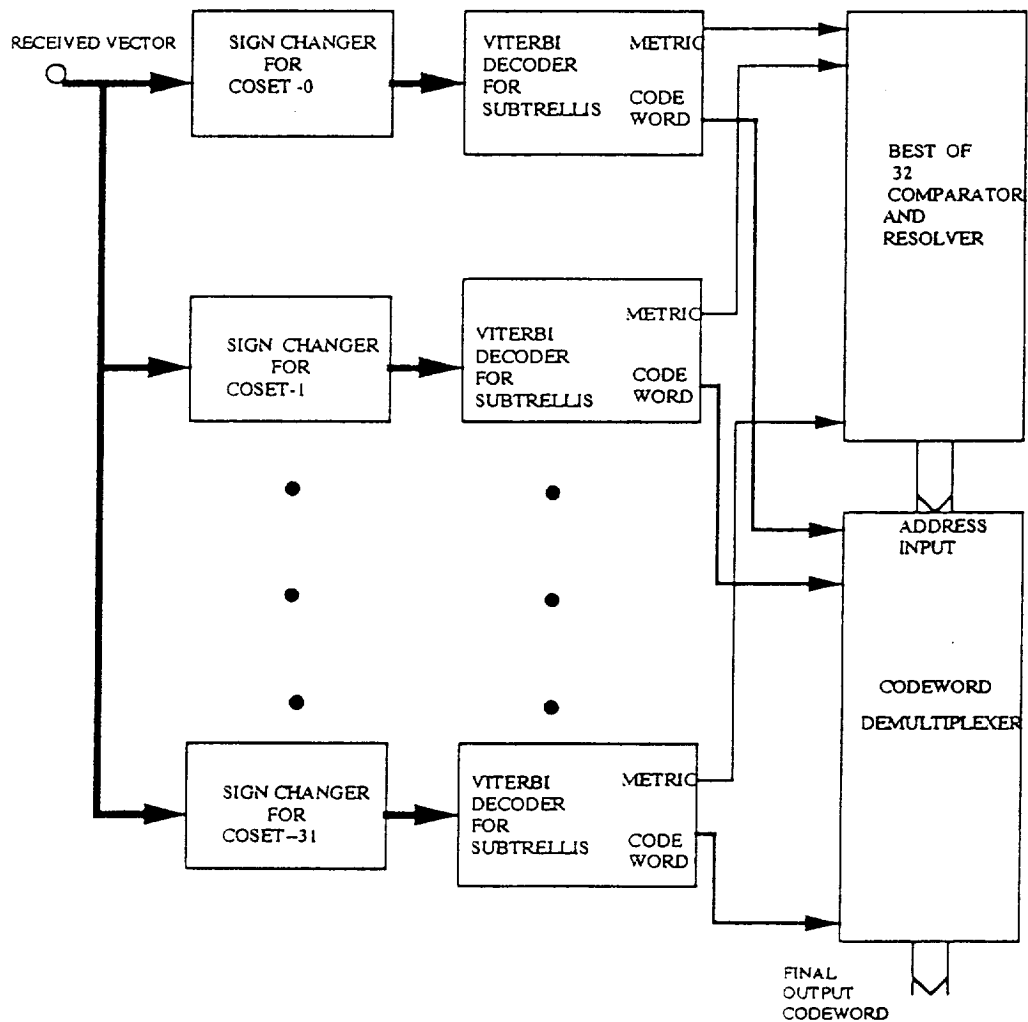 RECEIVED VECTOR
SIGN CHANGER
FOR
COSET -0
VITERBI
DECODER
FOR
SUBTRELLIS
METRIC
CODE
WORD
BEST OF
32
COMPARATOR
AND
RESOLVER
SIGN CHANGER
FOR
COSET-1
VITERBI
DECODER
FOR
SUBTRELLIS
METRIC
CODE
WORD
ADDRESS
INPUT
CODEWORD
DEMULTIPLEXER
SIGN CHANGER
FOR
COSET-31
VITERBI
DECODER
FOR
SUBTRELLIS
METRIC
CODE
WORD
FINAL
OUTPUT
CODEWORD